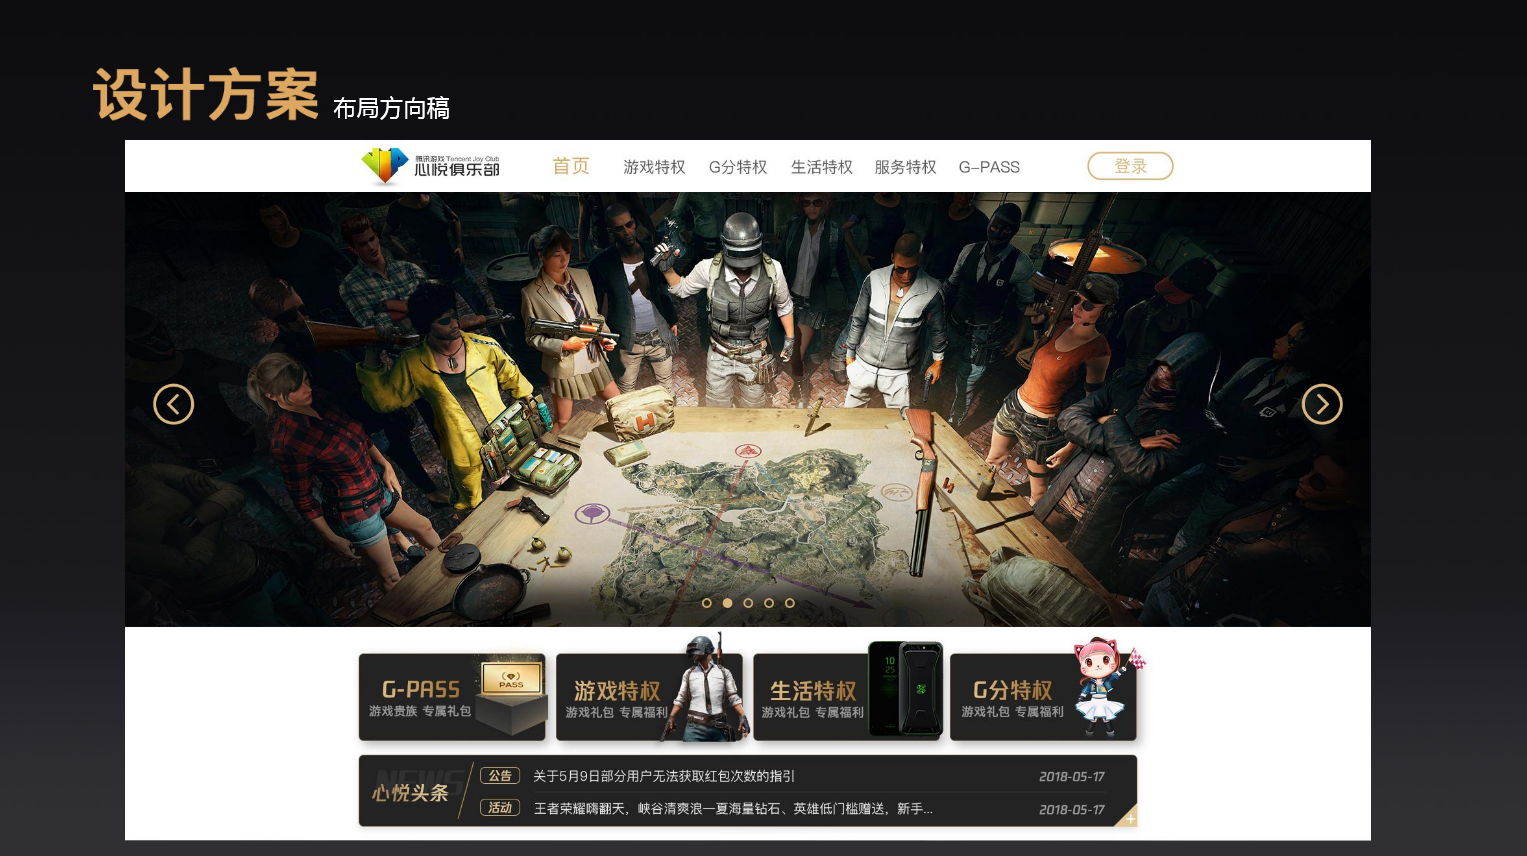 设计方案 布局方向稿
腾讯游戏 Tencent Joy Club
心悦俱乐部
首页 游戏特权 G分特权 生活特权 服务特权 G-PASS 登录
G-PASS
游戏贵族 专属礼包
PASS
游戏特权
游戏礼包 专属福利
生活特权
游戏礼包 专属福利
10
25
G分特权
游戏礼包 专属福利
NEWS
心悦头条
公告 关于5月9日部分用户无法获取红包次数的指引 2018-05-17
活动 王者荣耀嗨翻天，峡谷清爽浪一夏海量钻石、英雄低门槛赠送，新手... 2018-05-17